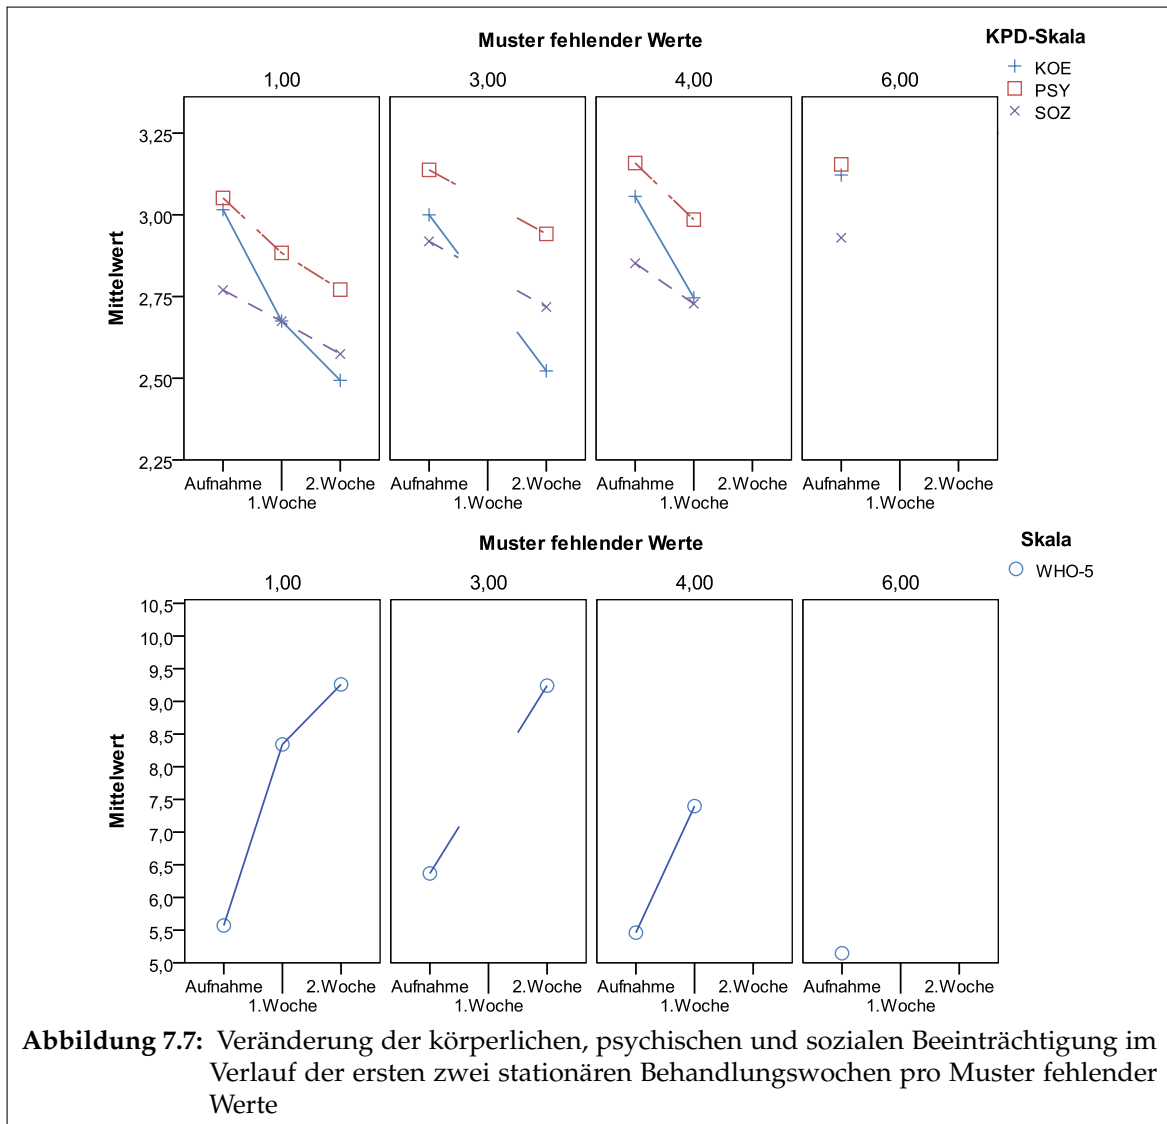 Muster fehlender Werte
KPD-Skala
KOE
PSY
SOZ
1,00 3,00 4,00 6,00
Mittelwert
3,25
3,00
2,75
2,50
2,25
Aufnahme 2.Woche Aufnahme 2.Woche Aufnahme 2.Woche Aufnahme 2.Woche
1.Woche 1.Woche 1.Woche 1.Woche
Muster fehlender Werte
Skala
WHO-5
1,00 3,00 4,00 6,00
Mittelwert
10,5
10,0
9,5
9,0
8,5
8,0
7,5
7,0
6,5
6,0
5,5
5,0
Aufnahme 2.Woche Aufnahme 2.Woche Aufnahme 2.Woche Aufnahme 2.Woche
1.Woche 1.Woche 1.Woche 1.Woche
Abbildung 7.7: Veränderung der körperlichen, psychischen und sozialen Beeinträchtigung im
Verlauf der ersten zwei stationären Behandlungswochen pro Muster fehlender
Werte